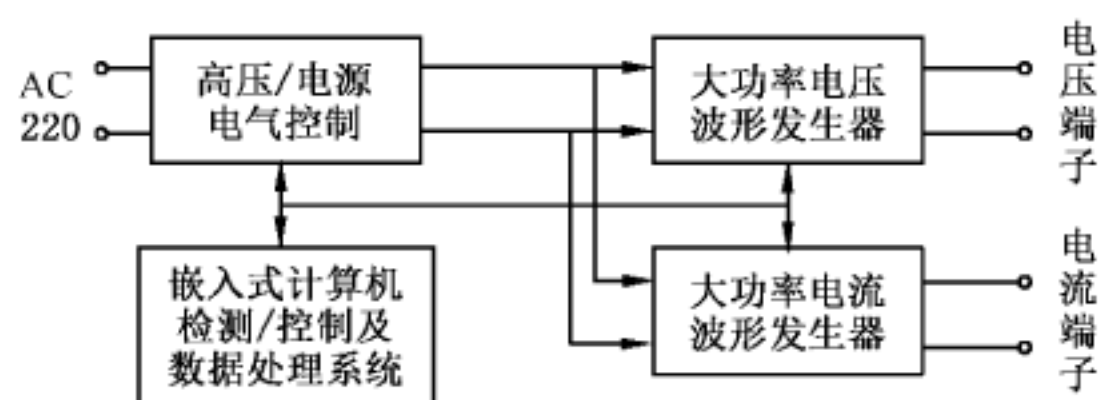 AC
220
高压/电源
电气控制
大功率电压
波形发生器
电压端子
嵌入式计算机
检测/控制及
数据处理系统
大功率电流
波形发生器
电流端子